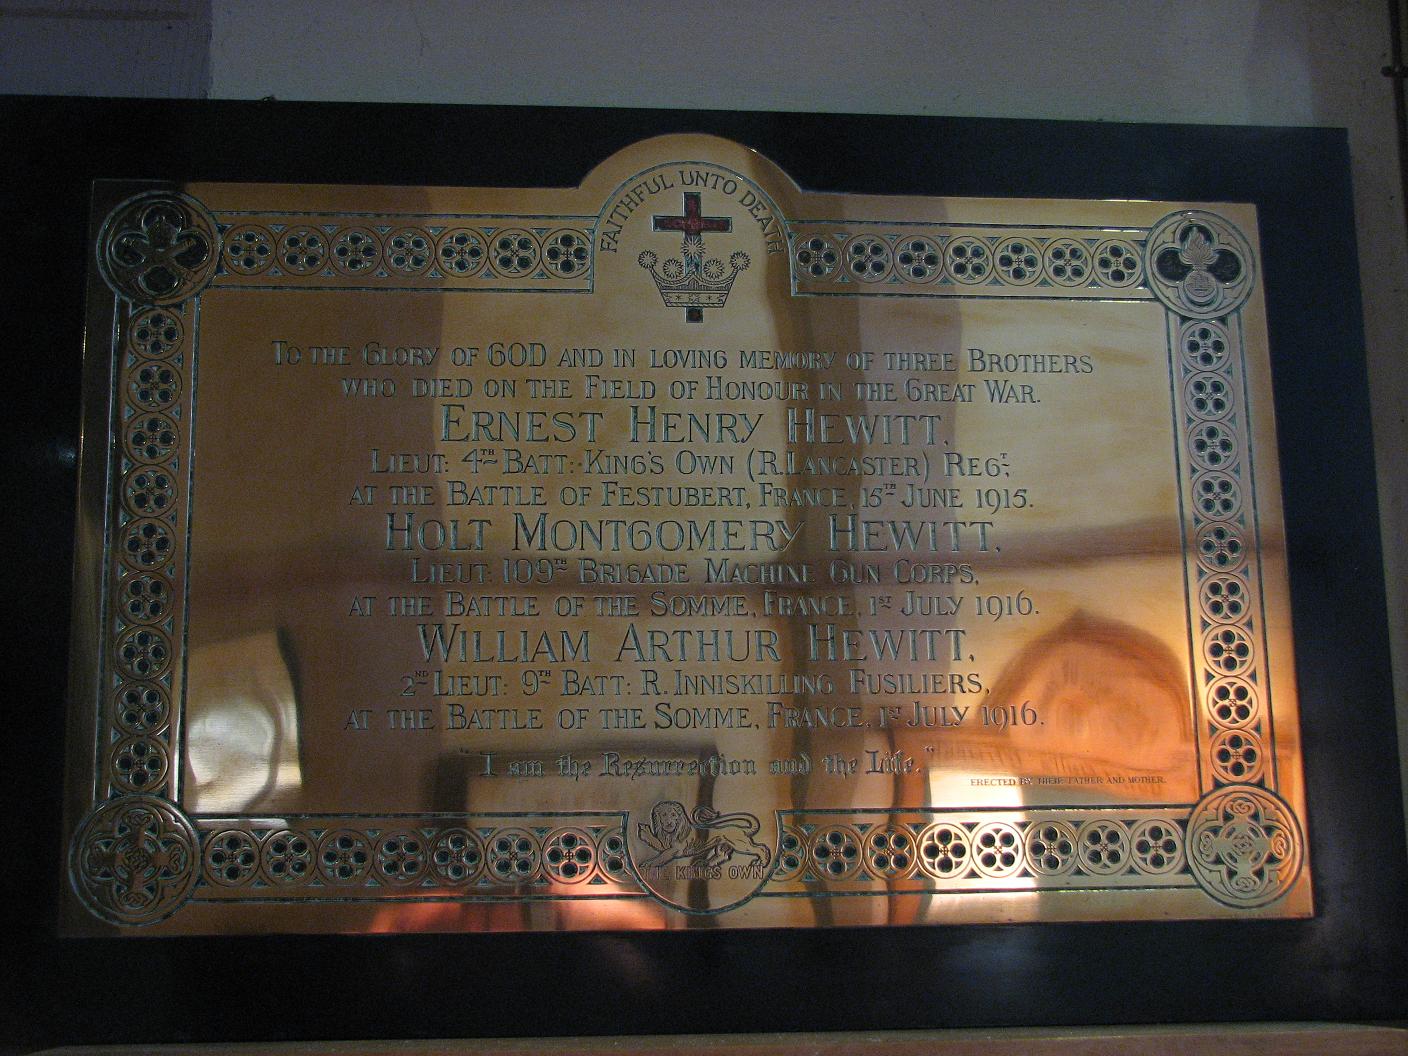 FAITHFUL UNTO DEATH
TO THE GLORY OF GOD AND IN LOVING MEMORY OF THREE BROTHERS
WHO DIED ON THE FIELD OF HONOUR IN THE GREAT WAR.
ERNEST HENRY HEWITT,
LIEUT: 4TH BATT: KING'S OWN (R.LANCASTER) REGT;
AT THE BATTLE OF FESTUBERT, FRANCE, 15TH JUNE 1915.
HOLT MONTGOMERY HEWITT,
LIEUT: 109TH BRIGADE MACHINE GUN CORPS,
AT THE BATTLE OF THE SOMME, FRANCE, 1ST JULY 1916.
WILLIAM ARTHUR HEWITT,
2ND LIEUT: 9TH BATT: R.INNISKILLING FUSILIERS,
AT THE BATTLE OF THE SOMME, FRANCE, 1ST JULY 1916.
"I am the Resurrection and the Life."
ERECTED BY THEIR FATHER AND MOTHER.
THE KINGS OWN